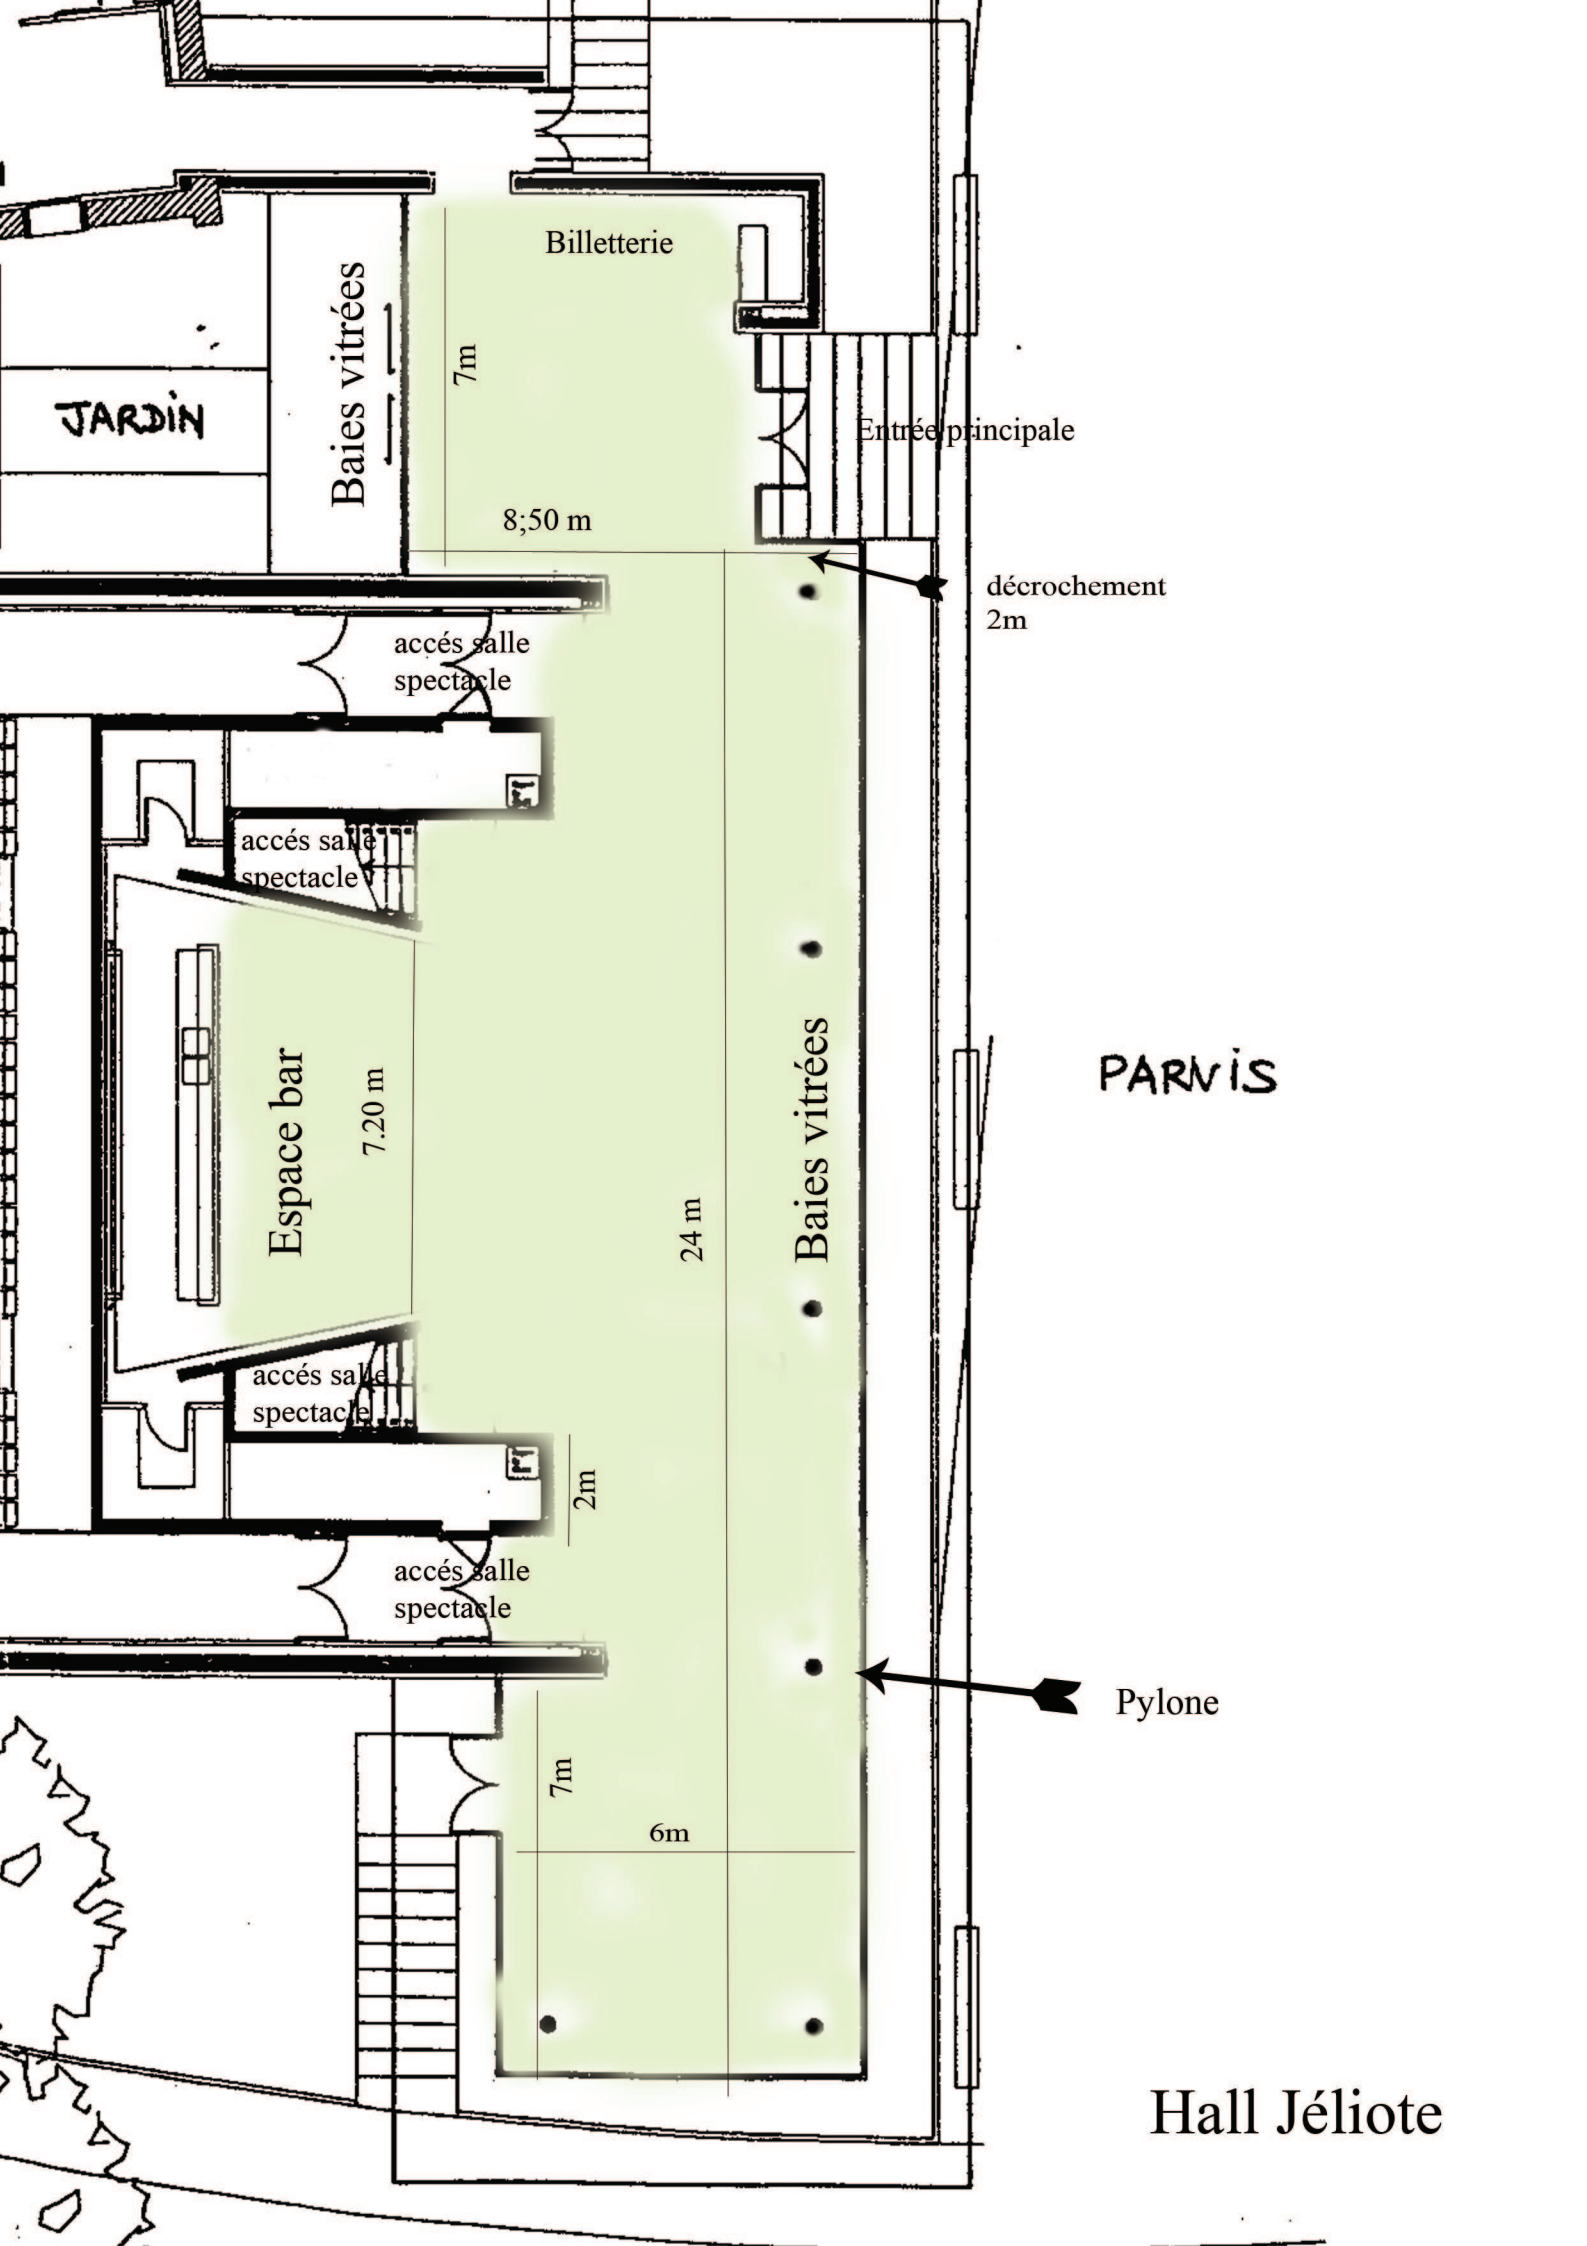 Billetterie
Baies vitrées
7m
JARDIN
Entrée principale
8;50 m
décrochement
2m
accés salle
spectacle
accés salle
spectacle
Espace bar
7.20 m
24 m
Baies vitrées
PARVIS
accés salle
spectacle
2m
accés salle
spectacle
Pylone
7m
6m
Hall Jéliote